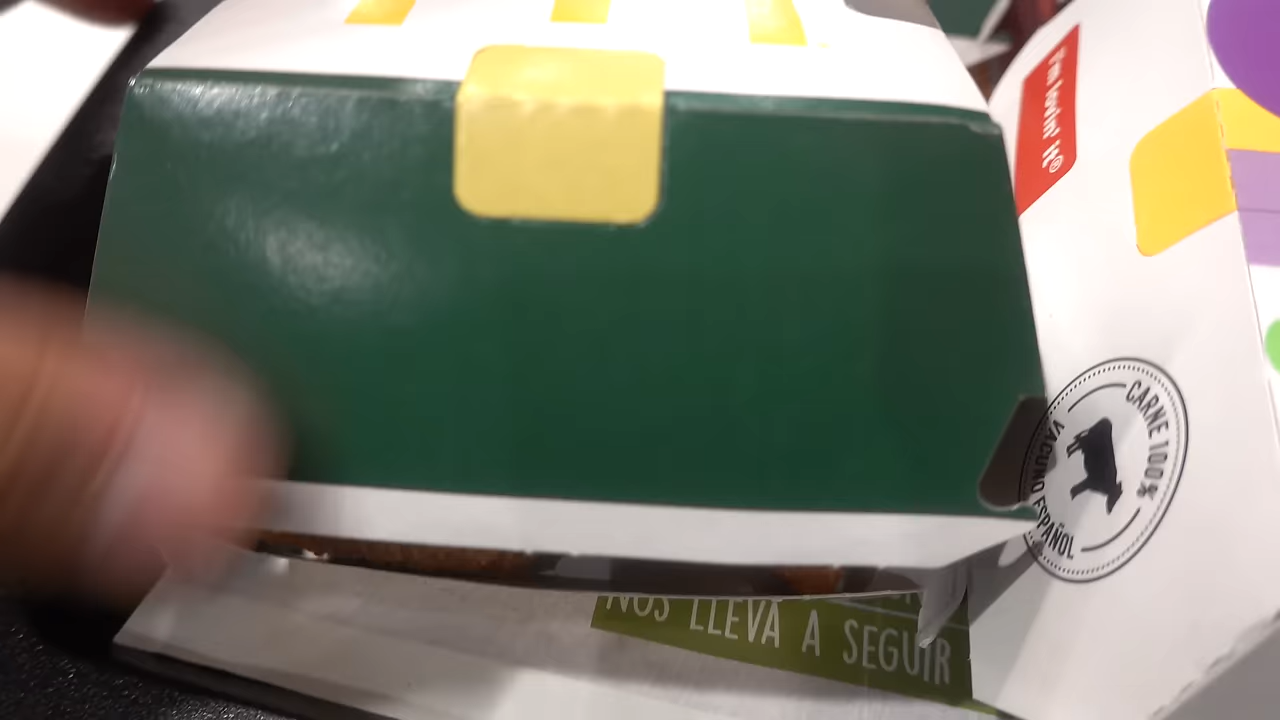 I'm lovin' it®
CARNE 100%
VACUNO ESPAÑOL
NOS LLEVA A SEGUIR